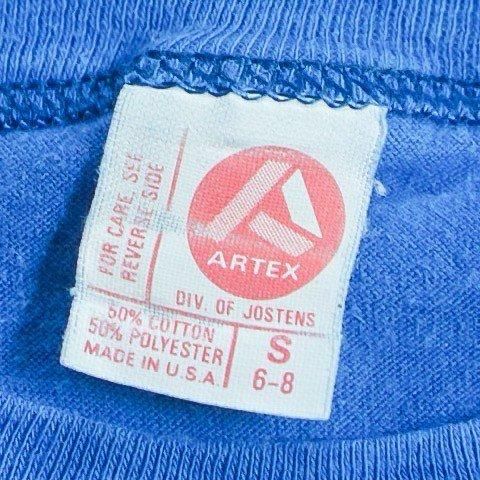 FOR CARE, SEE
REVERSE SIDE
ARTEX
DIV. OF JOSTENS
50% COTTON
50% POLYESTER
MADE IN U.S.A.
S
6-8